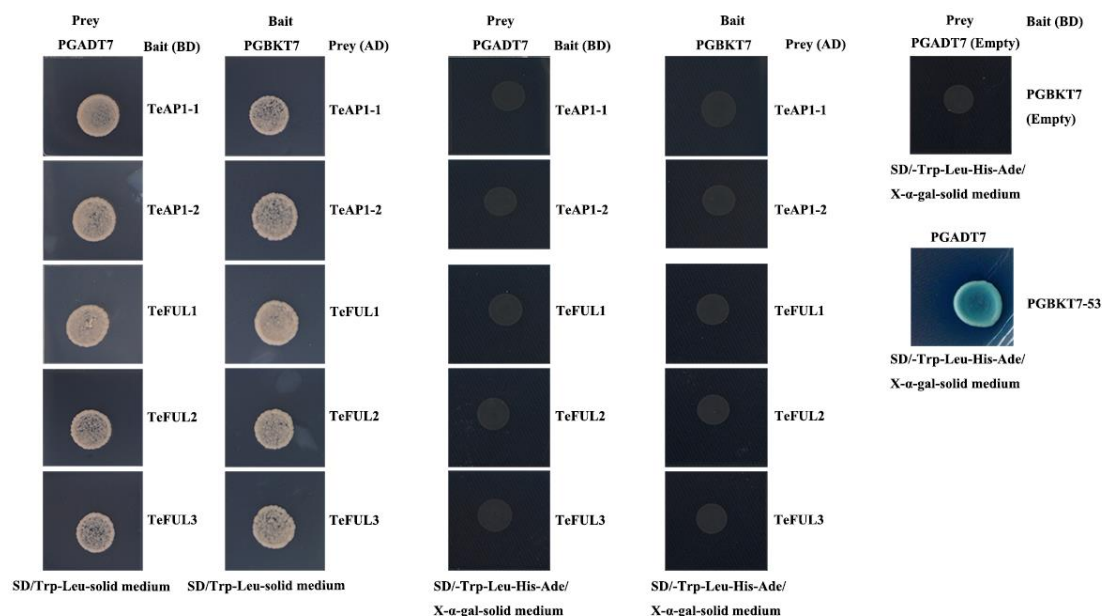 Prey
PGADT7 Bait (BD)
TeAP1-1
TeAP1-2
TeFUL1
TeFUL2
TeFUL3
SD/Trp-Leu-solid medium
Bait
PGBKT7 Prey (AD)
TeAP1-1
TeAP1-2
TeFUL1
TeFUL2
TeFUL3
SD/Trp-Leu-solid medium
Prey
PGADT7 Bait (BD)
TeAP1-1
TeAP1-2
TeFUL1
TeFUL2
TeFUL3
SD/-Trp-Leu-His-Ade/
X-α-gal-solid medium
Bait
PGBKT7 Prey (AD)
TeAP1-1
TeAP1-2
TeFUL1
TeFUL2
TeFUL3
SD/-Trp-Leu-His-Ade/
X-α-gal-solid medium
Prey Bait (BD)
PGADT7 (Empty)
PGBKT7
(Empty)
SD/-Trp-Leu-His-Ade/
X-α-gal-solid medium
PGADT7
PGBKT7-53
SD/-Trp-Leu-His-Ade/
X-α-gal-solid medium